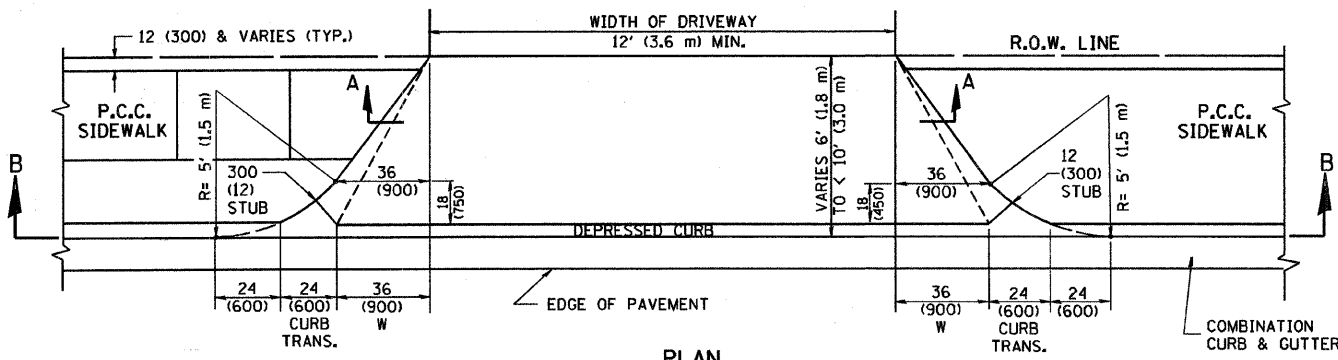 12 (300) & VARIES (TYP.)
WIDTH OF DRIVEWAY
12' (3.6 m) MIN.
R.O.W. LINE
P.C.C.
SIDEWALK
A
A
P.C.C.
SIDEWALK
R= 5' (1.5 m)
VARIES 6' (1.8 m)
TO < 10' (3.0 m)
R= 5' (1.5 m)
B
B
300
(12)
STUB
36
(900)
18
(750)
36
(900)
18
(450)
12
(300)
STUB
DEPRESSED CURB
24
(600)
24
(600)
CURB
TRANS.
36
(900)
W
EDGE OF PAVEMENT
36
(900)
W
24
(600)
CURB
TRANS.
24
(600)
COMBINATION
CURB & GUTTER
PLAN